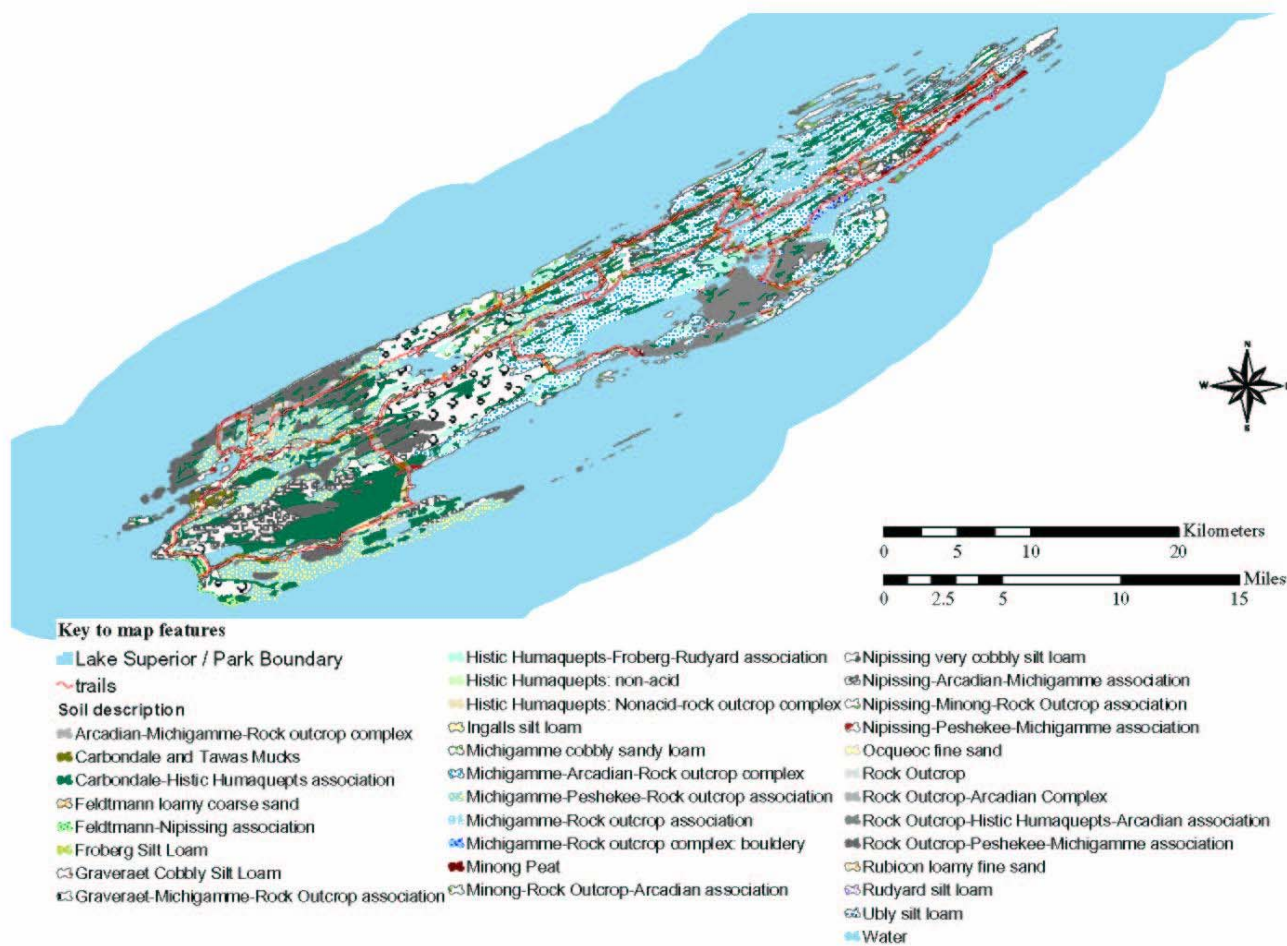 N
W
E
S
Kilometers
0 5 10 20
Miles
0 2.5 5 10 15
Key to map features
Lake Superior / Park Boundary
trails
Soil description
Arcadian-Michigamme-Rock outcrop complex
Carbondale and Tawas Mucks
Carbondale-Histic Humaquepts association
Feldtmann loamy coarse sand
Feldtmann-Nipissing association
Froberg Silt Loam
Graveraet Cobbly Silt Loam
Graveraet-Michigamme-Rock Outcrop association
Histic Humaquepts-Froberg-Rudyard association
Histic Humaquepts: non-acid
Histic Humaquepts: Nonacid-rock outcrop complex
Ingalls silt loam
Michigamme cobbly sandy loam
Michigamme-Arcadian-Rock outcrop complex
Michigamme-Peshekee-Rock outcrop association
Michigamme-Rock outcrop association
Michigamme-Rock outcrop complex: bouldery
Minong Peat
Minong-Rock Outcrop-Arcadian association
Nipissing very cobbly silt loam
Nipissing-Arcadian-Michigamme association
Nipissing-Minong-Rock Outcrop association
Nipissing-Peshekee-Michigamme association
Ocqueoc fine sand
Rock Outcrop
Rock Outcrop-Arcadian Complex
Rock Outcrop-Histic Humaquepts-Arcadian association
Rock Outcrop-Peshekee-Michigamme association
Rubicon loamy fine sand
Rudyard silt loam
Ubly silt loam
Water